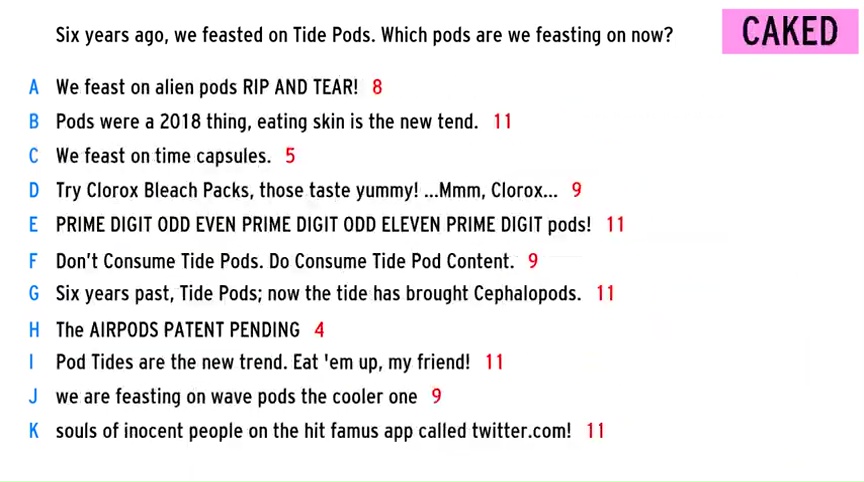 Six years ago, we feasted on Tide Pods. Which pods are we feasting on now?
CAKED
A We feast on alien pods RIP AND TEAR! 8
B Pods were a 2018 thing, eating skin is the new tend. 11
C We feast on time capsules. 5
D Try Clorox Bleach Packs, those taste yummy! ...Mmm, Clorox... 9
E PRIME DIGIT ODD EVEN PRIME DIGIT ODD ELEVEN PRIME DIGIT pods! 11
F Don't Consume Tide Pods. Do Consume Tide Pod Content. 9
G Six years past, Tide Pods; now the tide has brought Cephalopods. 11
H The AIRPODS PATENT PENDING 4
I Pod Tides are the new trend. Eat 'em up, my friend! 11
J we are feasting on wave pods the cooler one 9
K souls of inocent people on the hit famus app called twitter.com! 11